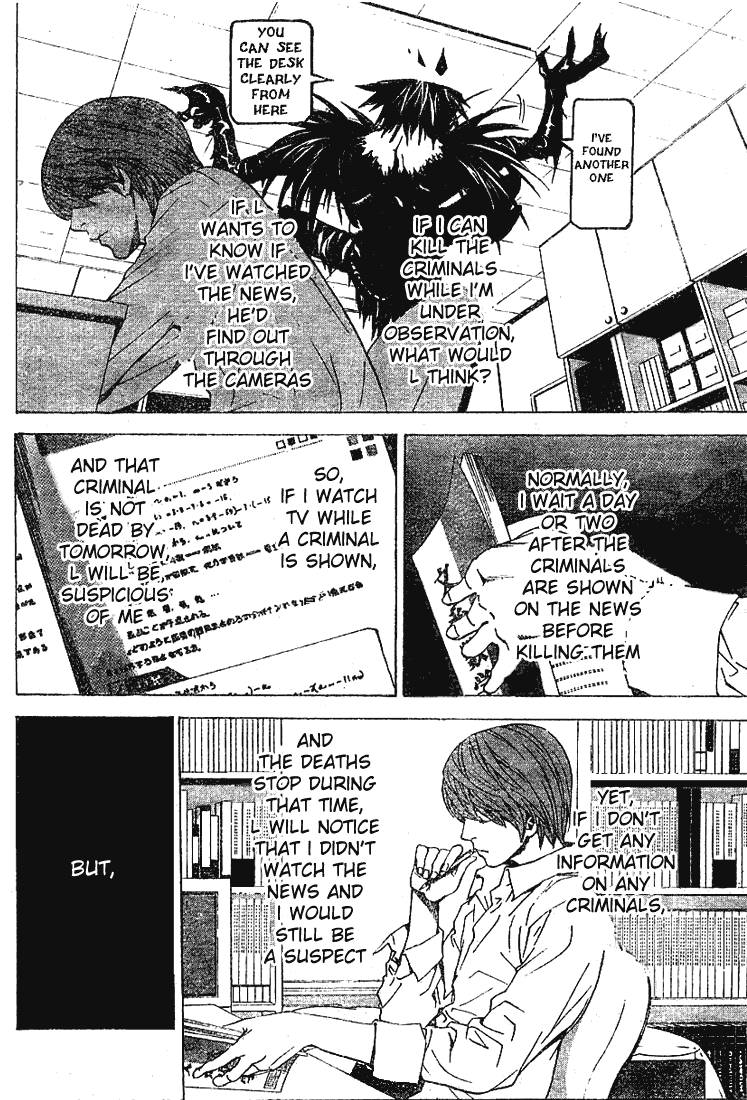 I'VE
FOUND
ANOTHER
ONE
YOU
CAN SEE
THE DESK
CLEARLY
FROM
HERE
IF I CAN
KILL THE
CRIMINALS
WHILE I'M
UNDER
OBSERVATION,
WHAT WOULD
L THINK?
IF L
WANTS TO
KNOW IF
I'VE WATCHED
THE NEWS,
HE'D
FIND OUT
THROUGH
THE CAMERAS
NORMALLY,
I WAIT A DAY
OR TWO
AFTER THE
CRIMINALS
ARE SHOWN
ON THE NEWS
BEFORE
KILLING THEM
SO,
IF I WATCH
TV WHILE
A CRIMINAL
IS SHOWN,
AND THAT
CRIMINAL
IS NOT
DEAD BY
TOMORROW,
L WILL BE
SUSPICIOUS
OF ME
YET,
IF I DON'T
GET ANY
INFORMATION
ON ANY
CRIMINALS,
AND
THE DEATHS
STOP DURING
THAT TIME,
L WILL NOTICE
THAT I DIDN'T
WATCH THE
NEWS AND
I WOULD
STILL BE
A SUSPECT
BUT,